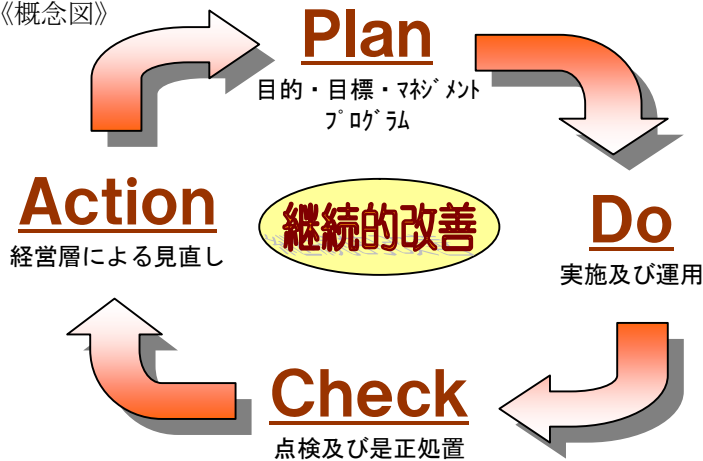 《概念図》
Plan
目的・目標・ﾏﾈｼﾞﾒﾝﾄ
ﾌﾟﾛｸﾞﾗﾑ
Action
経営層による見直し
継続的改善
Do
実施及び運用
Check
点検及び是正処置